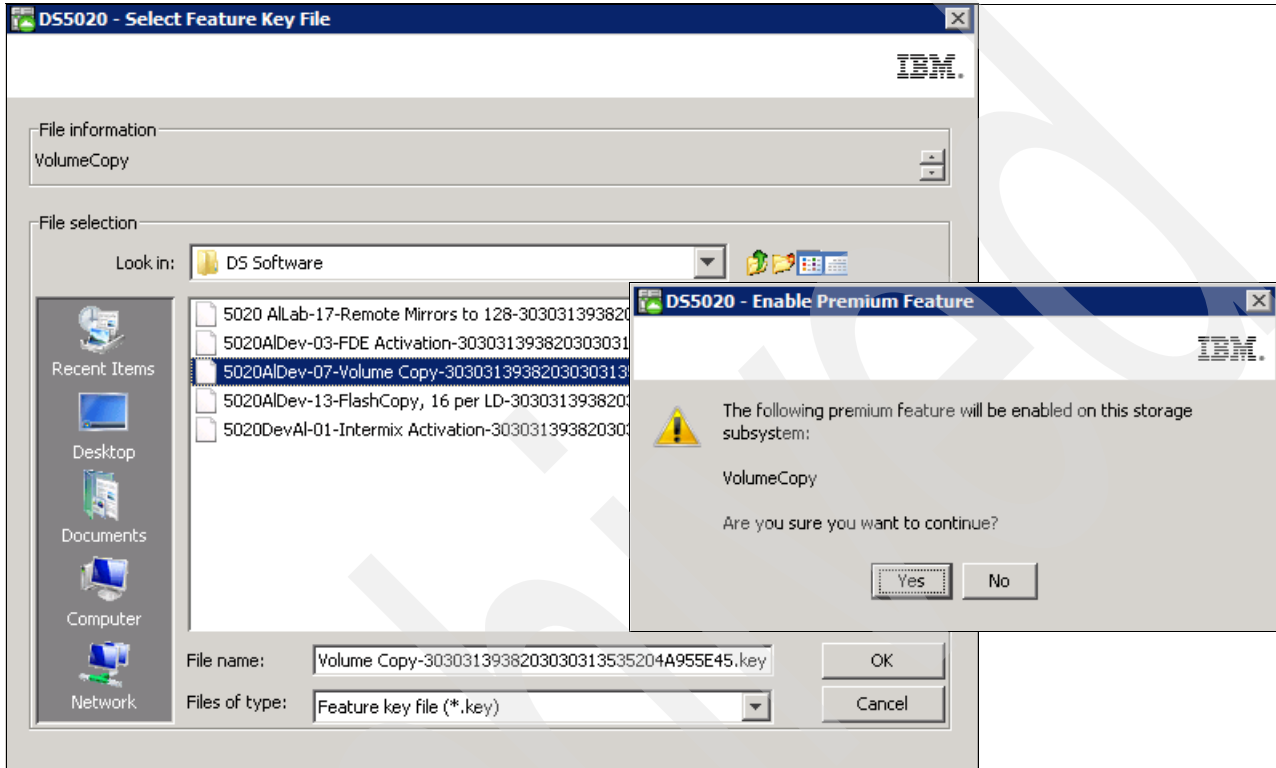 DS5020 - Select Feature Key File
IBM.
File information
VolumeCopy
File selection
Look in:
DS Software
Recent Items
Desktop
Documents
Computer
Network
5020 AlLab-17-Remote Mirrors to 128-303031393820
5020AlDev-03-FDE Activation-303031393820303031
5020AlDev-07-Volume Copy-3030313938203030313
5020AlDev-13-FlashCopy, 16 per LD-30303139382
5020DevAl-01-Intermix Activation-30303139382030
File name:
Volume Copy-3030313938203030313535204A955E45.key
OK
Files of type:
Feature key file (*.key)
Cancel
DS5020 - Enable Premium Feature
IBM.
The following premium feature will be enabled on this storage
subsystem:
VolumeCopy
Are you sure you want to continue?
Yes
No